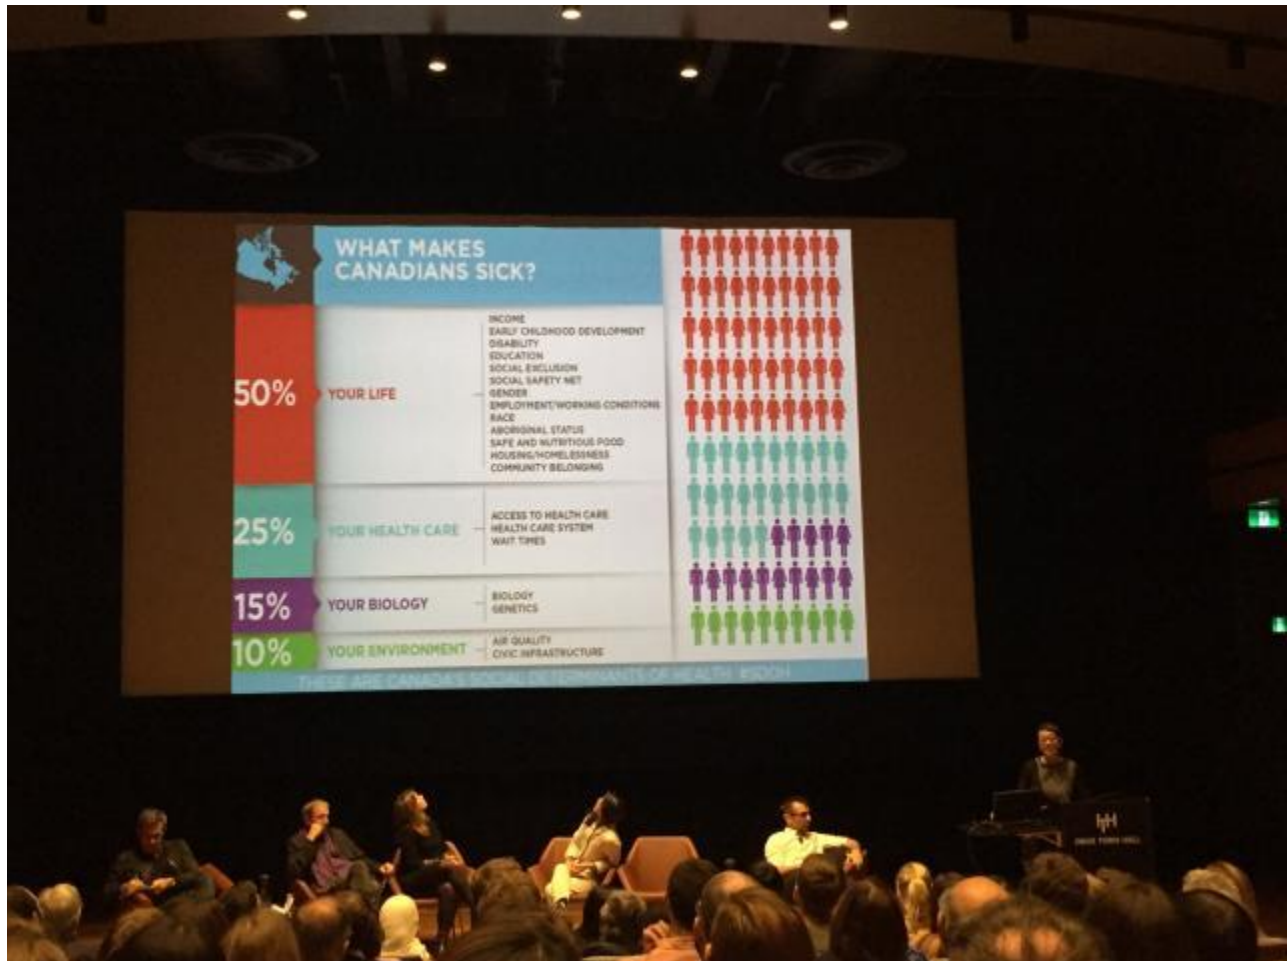 WHAT MAKES
CANADIANS SICK?
50%
YOUR LIFE
INCOME
EARLY CHILDHOOD DEVELOPMENT
DISABILITY
EDUCATION
SOCIAL EXCLUSION
SOCIAL SAFETY NET
GENDER
EMPLOYMENT/WORKING CONDITIONS
RACE
ABORIGINAL STATUS
SAFE AND NUTRITIOUS FOOD
HOUSING/HOMELESSNESS
COMMUNITY BELONGING
25%
YOUR HEALTH CARE
ACCESS TO HEALTH CARE
HEALTH CARE SYSTEM
WAIT TIMES
15%
YOUR BIOLOGY
BIOLOGY
GENETICS
10%
YOUR ENVIRONMENT
AIR QUALITY
CIVIC INFRASTRUCTURE
THESE ARE CANADA'S SOCIAL DETERMINANTS OF HEALTH #SDOH